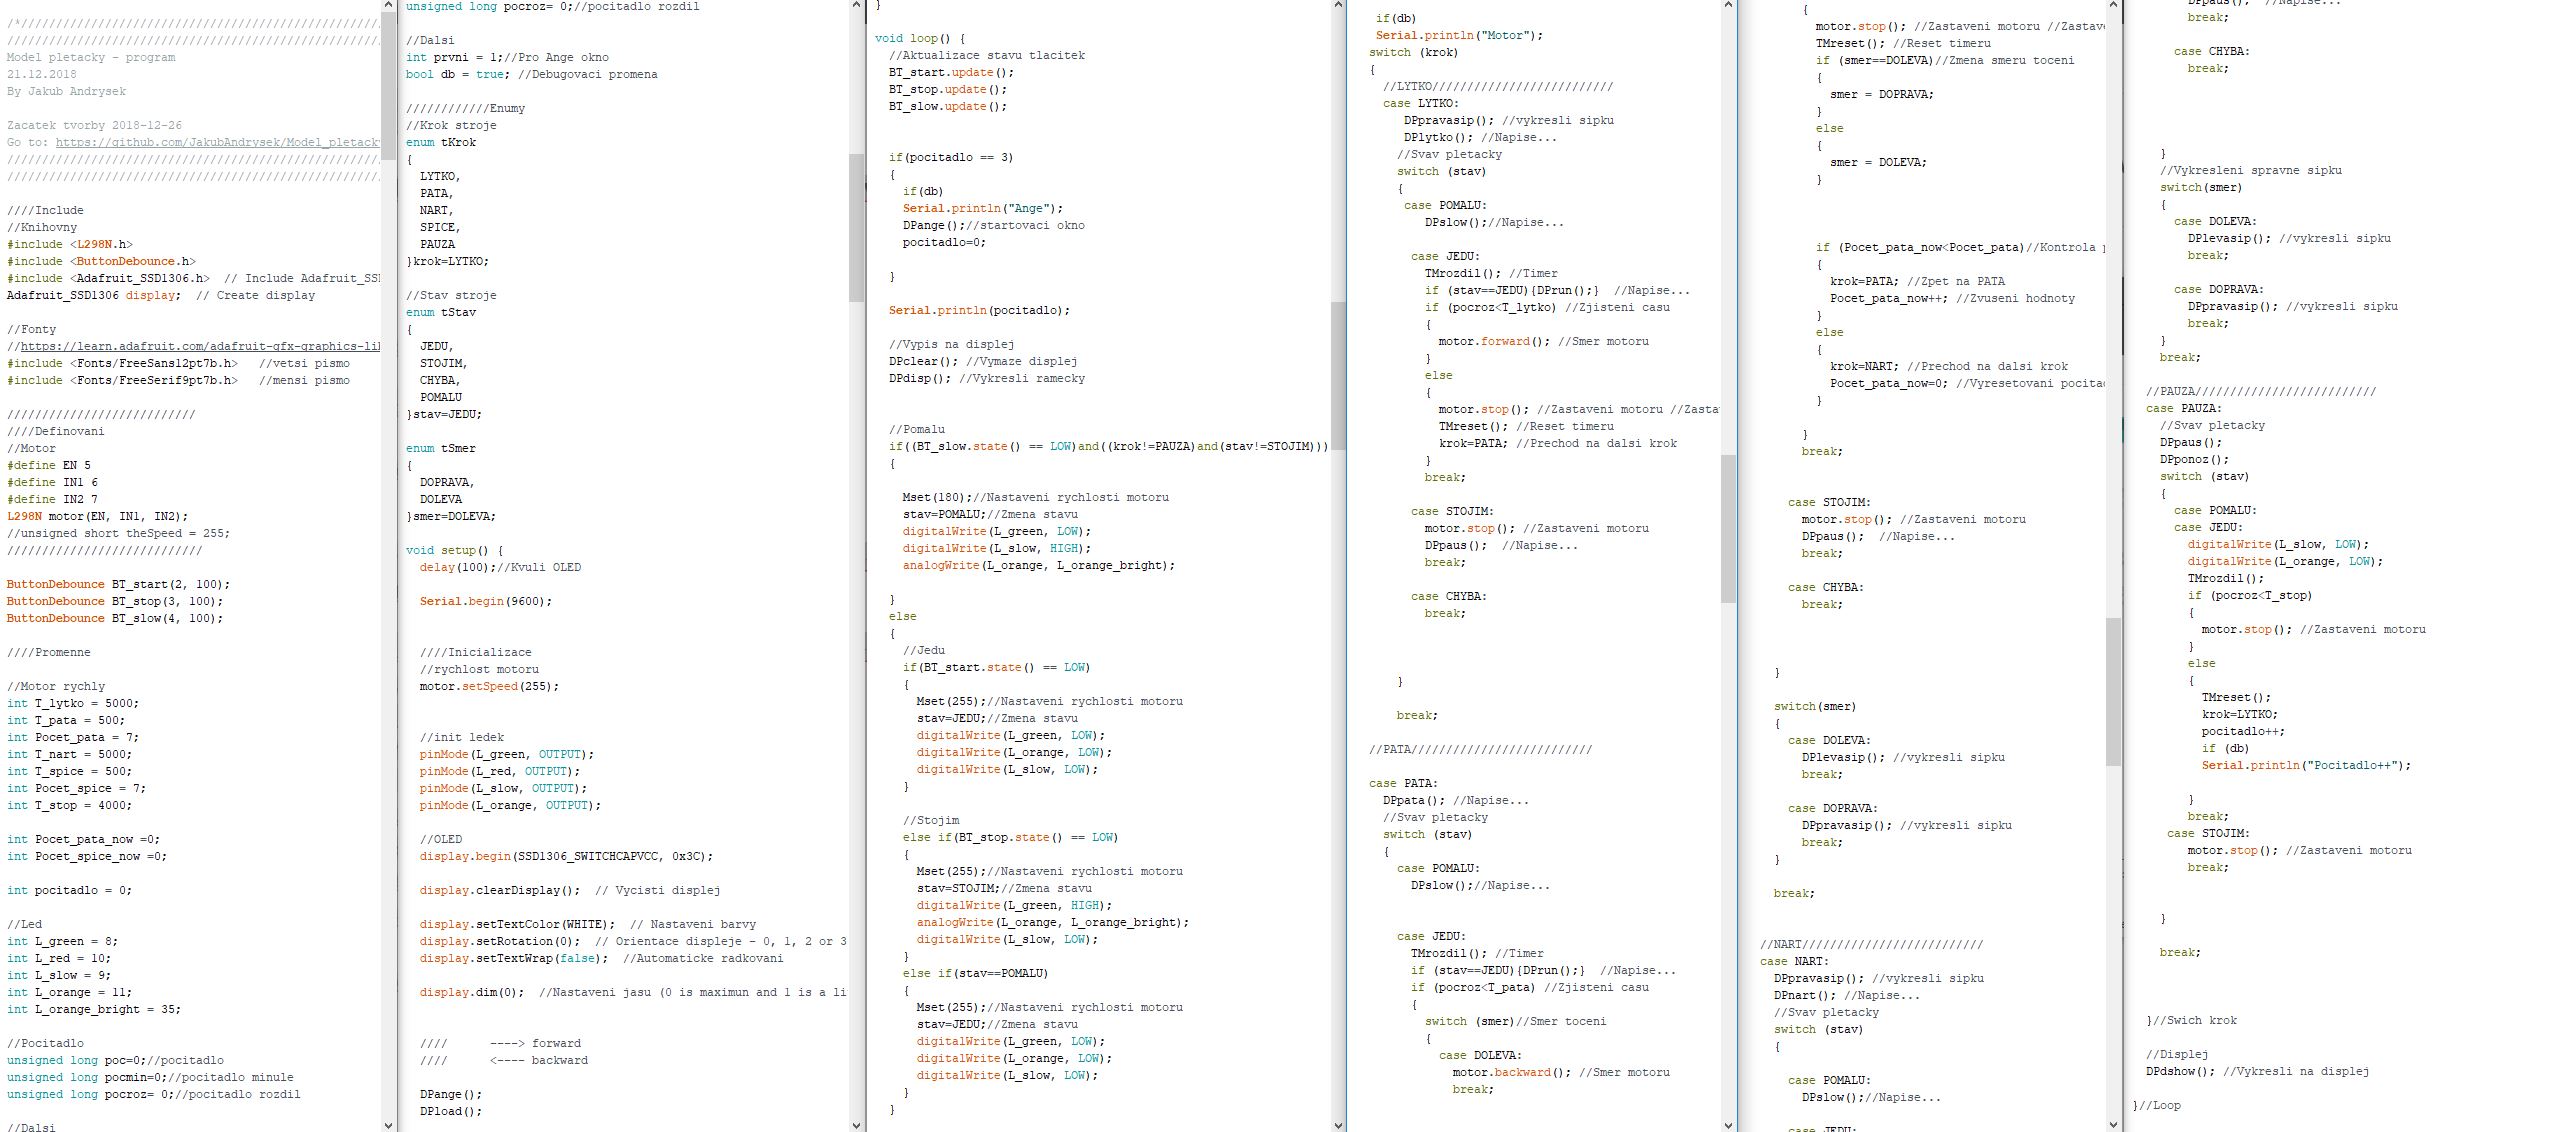 /*///////////////////////////////////////////////////
/////////////////////////////////////////////////////
Model pletacky - program
21.12.2018
By Jakub Andrysek
Zacatek tvorby 2018-12-26
Go to: https://github.com/JakubAndrysek/Model_pletack
/////////////////////////////////////////////////////
/////////////////////////////////////////////////////
////Include
//Knihovny
#include <L298N.h>
#include <ButtonDebounce.h>
#include <Adafruit_SSD1306.h>  // Include Adafruit_SS
Adafruit_SSD1306 display;  // Create display
//Fonty
//https://learn.adafruit.com/adafruit-gfx-graphics-li
#include <Fonts/FreeSans12pt7b.h>   //vetsi pismo
#include <Fonts/FreeSerif9pt7b.h>   //mensi pismo
///////////////////////////
////Definovani
//Motor
#define EN 5
#define IN1 6
#define IN2 7
L298N motor(EN, IN1, IN2);
//unsigned short theSpeed = 255;
////////////////////////////
ButtonDebounce BT_start(2, 100);
ButtonDebounce BT_stop(3, 100);
ButtonDebounce BT_slow(4, 100);
////Promenne
//Motor rychly
int T_lytko = 5000;
int T_pata = 500;
int Pocet_pata = 7;
int T_nart = 5000;
int T_spice = 500;
int Pocet_spice = 7;
int T_stop = 4000;
int Pocet_pata_now =0;
int Pocet_spice_now =0;
int pocitadlo = 0;
//Led
int L_green = 8;
int L_red = 10;
int L_slow = 9;
int L_orange = 11;
int L_orange_bright = 35;
//Pocitadlo
unsigned long poc=0;//pocitadlo
unsigned long pocmin=0;//pocitadlo minule
unsigned long pocroz= 0;//pocitadlo rozdil
//Dalsi
unsigned long pocroz= 0;//pocitadlo rozdil
//Dalsi
int prvni = 1;//Pro Ange okno
bool db = true; //Debugovaci promena
////////////Enumy
//Krok stroje
enum tKrok
{
LYTKO,
PATA,
NART,
SPICE,
PAUZA
}krok=LYTKO;
//Stav stroje
enum tStav
{
JEDU,
STOJIM,
CHYBA,
POMALU
}stav=JEDU;
enum tSmer
{
DOPRAVA,
DOLEVA
}smer=DOLEVA;
void setup() {
delay(100);//Kvuli OLED
Serial.begin(9600);
////Inicializace
//rychlost motoru
motor.setSpeed(255);
//init ledek
pinMode(L_green, OUTPUT);
pinMode(L_red, OUTPUT);
pinMode(L_slow, OUTPUT);
pinMode(L_orange, OUTPUT);
//OLED
display.begin(SSD1306_SWITCHCAPVCC, 0x3C);
display.clearDisplay();  // Vycisti displej
display.setTextColor(WHITE);  // Nastaveni barvy
display.setRotation(0);  // Orientace displeje - 0, 1, 2 or 3
display.setTextWrap(false);  //Automaticke radkovani
display.dim(0);  //Nastaveni jasu (0 is maximun and 1 is a li
////      ----> forward
////      <---- backward
DPange();
DPload();
}
void loop() {
//Aktualizace stavu tlacitek
BT_start.update();
BT_stop.update();
BT_slow.update();
if(pocitadlo == 3)
{
if(db)
Serial.println("Ange");
DPange();//startovaci okno
pocitadlo=0;
}
Serial.println(pocitadlo);
//Vypis na displej
DPclear(); //Vymaze displej
DPdisp(); //Vykresli ramecky
//Pomalu
if((BT_slow.state() == LOW)and((krok!=PAUZA)and(stav!=STOJIM)))
{
Mset(180);//Nastaveni rychlosti motoru
stav=POMALU;//Zmena stavu
digitalWrite(L_green, LOW);
digitalWrite(L_slow, HIGH);
analogWrite(L_orange, L_orange_bright);
}
else
{
//Jedu
if(BT_start.state() == LOW)
{
Mset(255);//Nastaveni rychlosti motoru
stav=JEDU;//Zmena stavu
digitalWrite(L_green, LOW);
digitalWrite(L_orange, LOW);
digitalWrite(L_slow, LOW);
}
//Stojim
else if(BT_stop.state() == LOW)
{
Mset(255);//Nastaveni rychlosti motoru
stav=STOJIM;//Zmena stavu
digitalWrite(L_green, HIGH);
analogWrite(L_orange, L_orange_bright);
digitalWrite(L_slow, LOW);
}
else if(stav==POMALU)
{
Mset(255);//Nastaveni rychlosti motoru
stav=JEDU;//Zmena stavu
digitalWrite(L_green, LOW);
digitalWrite(L_orange, LOW);
digitalWrite(L_slow, LOW);
}
}
if(db)
Serial.println("Motor");
switch (krok)
{
//LYTKO//////////////////////////
case LYTKO:
DPpravasip(); //vykresli sipku
DPlytko(); //Napise...
//Svav pletacky
switch (stav)
{
case POMALU:
DPslow();//Napise...
case JEDU:
TMrozdil(); //Timer
if (stav==JEDU){DPrun();}  //Napise...
if (pocroz<T_lytko) //Zjisteni casu
{
motor.forward(); //Smer motoru
}
else
{
motor.stop(); //Zastaveni motoru //Zasta
TMreset(); //Reset timeru
krok=PATA; //Prechod na dalsi krok
}
break;
case STOJIM:
motor.stop(); //Zastaveni motoru
DPpaus();  //Napise...
break;
case CHYBA:
break;
}
break;
//PATA//////////////////////////
case PATA:
DPpata(); //Napise...
//Svav pletacky
switch (stav)
{
case POMALU:
DPslow();//Napise...
case JEDU:
TMrozdil(); //Timer
if (stav==JEDU){DPrun();}  //Napise...
if (pocroz<T_pata) //Zjisteni casu
{
switch (smer)//Smer toceni
{
case DOLEVA:
motor.backward(); //Smer motoru
break;
{
motor.stop(); //Zastaveni motoru //Zastav
TMreset(); //Reset timeru
if (smer==DOLEVA)//Zmena smeru toceni
{
smer = DOPRAVA;
}
else
{
smer = DOLEVA;
}
if (Pocet_pata_now<Pocet_pata)//Kontrola
{
krok=PATA; //Zpet na PATA
Pocet_pata_now++; //Zvuseni hodnoty
}
else
{
krok=NART; //Prechod na dalsi krok
Pocet_pata_now=0; //Vyresetovani pocita
}
}
break;
case STOJIM:
motor.stop(); //Zastaveni motoru
DPpaus();  //Napise...
break;
case CHYBA:
break;
}
switch(smer)
{
case DOLEVA:
DPlevasip(); //vykresli sipku
break;
case DOPRAVA:
DPpravasip(); //vykresli sipku
break;
}
break;
//NART//////////////////////////
case NART:
DPpravasip(); //vykresli sipku
DPnart(); //Napise...
//Svav pletacky
switch (stav)
{
case POMALU:
DPslow();//Napise...
case JEDU:
DPpaus();  //Napise...
break;
case CHYBA:
break;
}
//Vykresleni spravne sipku
switch(smer)
{
case DOLEVA:
DPlevasip(); //vykresli sipku
break;
case DOPRAVA:
DPpravasip(); //vykresli sipku
break;
}
break;
//PAUZA//////////////////////////
case PAUZA:
//Svav pletacky
DPpaus();
DPponoz();
switch (stav)
{
case POMALU:
case JEDU:
digitalWrite(L_slow, LOW);
digitalWrite(L_orange, LOW);
TMrozdil();
if (pocroz<T_stop)
{
motor.stop(); //Zastaveni motoru
}
else
{
TMreset();
krok=LYTKO;
pocitadlo++;
if (db)
Serial.println("Pocitadlo++");
}
break;
case STOJIM:
motor.stop(); //Zastaveni motoru
break;
}
break;
}//Swich krok
//Displej
DPdshow(); //Vykresli na displej
}//Loop